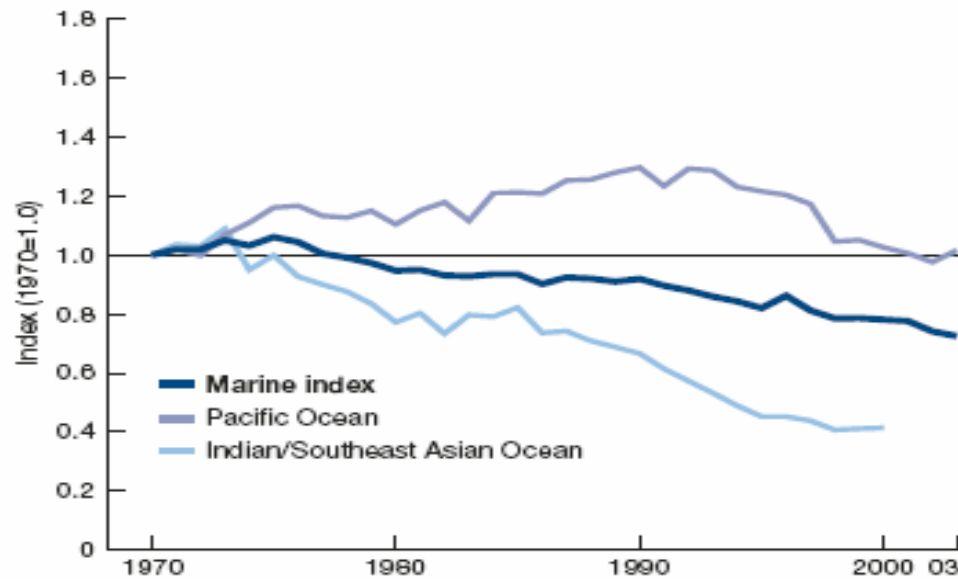 1.8
1.6
1.4
1.2
1.0
0.8
0.6
0.4
0.2
0
Index (1970=1.0)
Marine index
Pacific Ocean
Indian/Southeast Asian Ocean
1970 1980 1990 2000 03